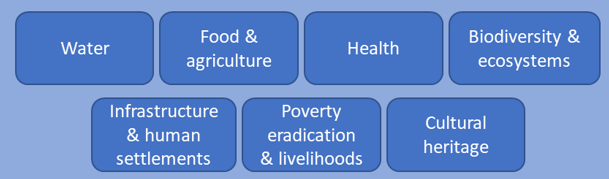 Water
Food &
agriculture
Health
Biodiversity &
ecosystems
Infrastructure
& human
settlements
Poverty
eradication
& livelihoods
Cultural
heritage